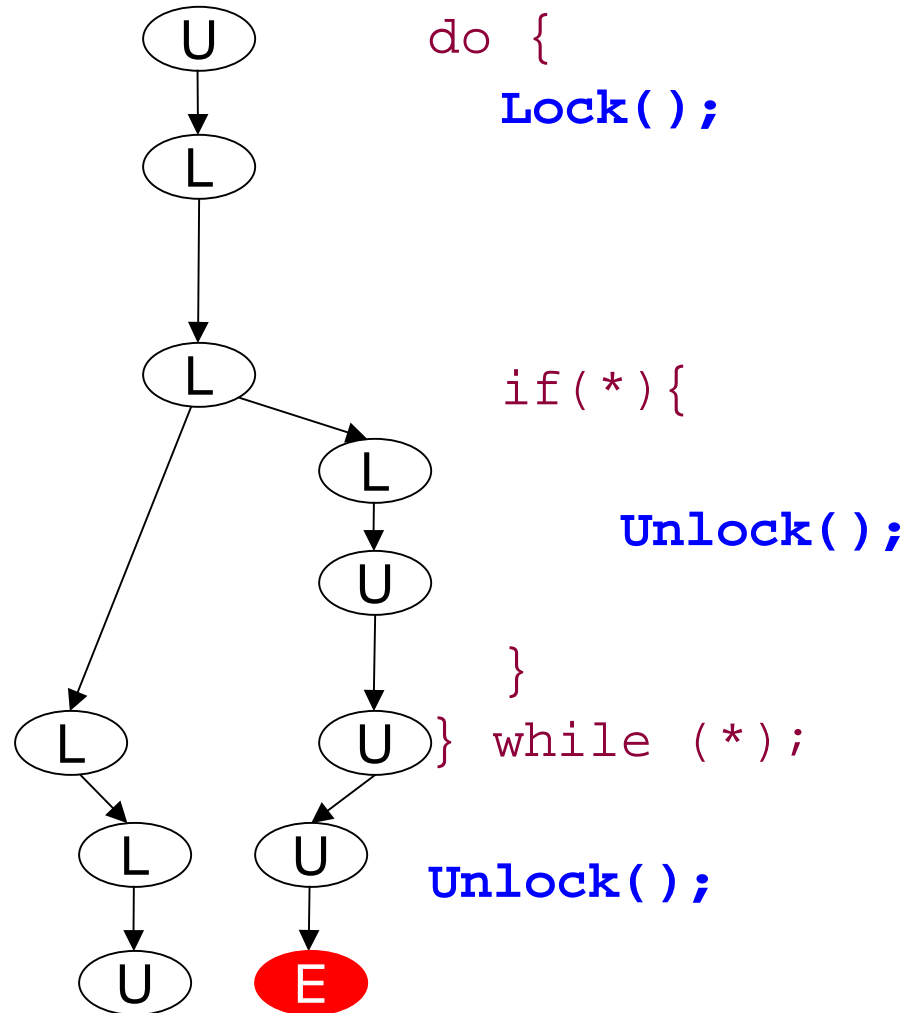 U do {
Lock();
L
L if(*){
L
Unlock();
U
}
L U } while (*);
L U Unlock();
U E